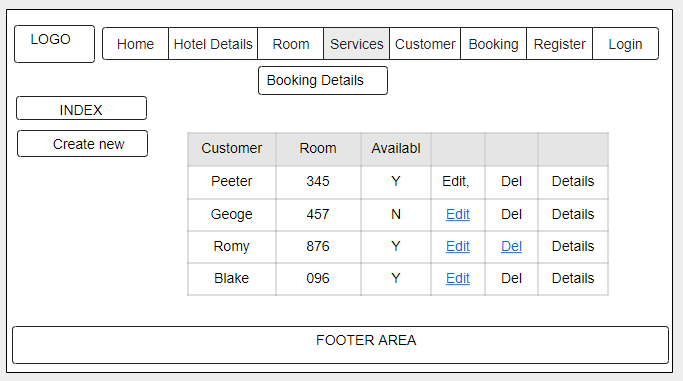 LOGO
Home Hotel Details Room Services Customer Booking Register Login
Booking Details
INDEX
Create new
Customer Room Availabl
Peeter 345 Y Edit, Del Details
Geoge 457 N Edit Del Details
Romy 876 Y Edit Del Details
Blake 096 Y Edit Del Details
FOOTER AREA